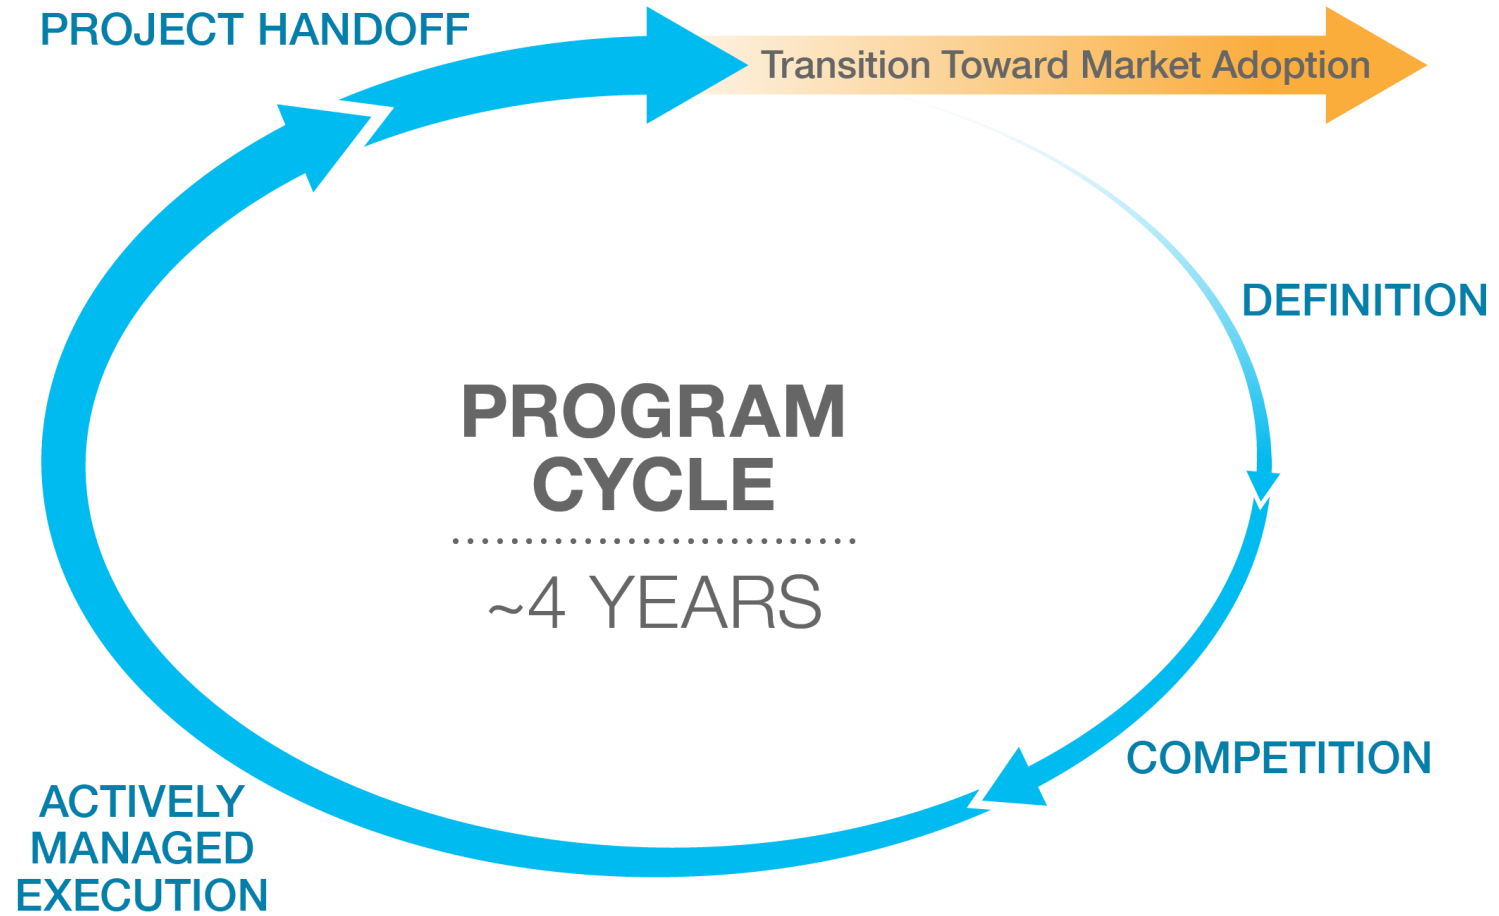 PROJECT HANDOFF
Transition Toward Market Adoption
DEFINITION
PROGRAM
CYCLE
~4 YEARS
COMPETITION
ACTIVELY
MANAGED
EXECUTION